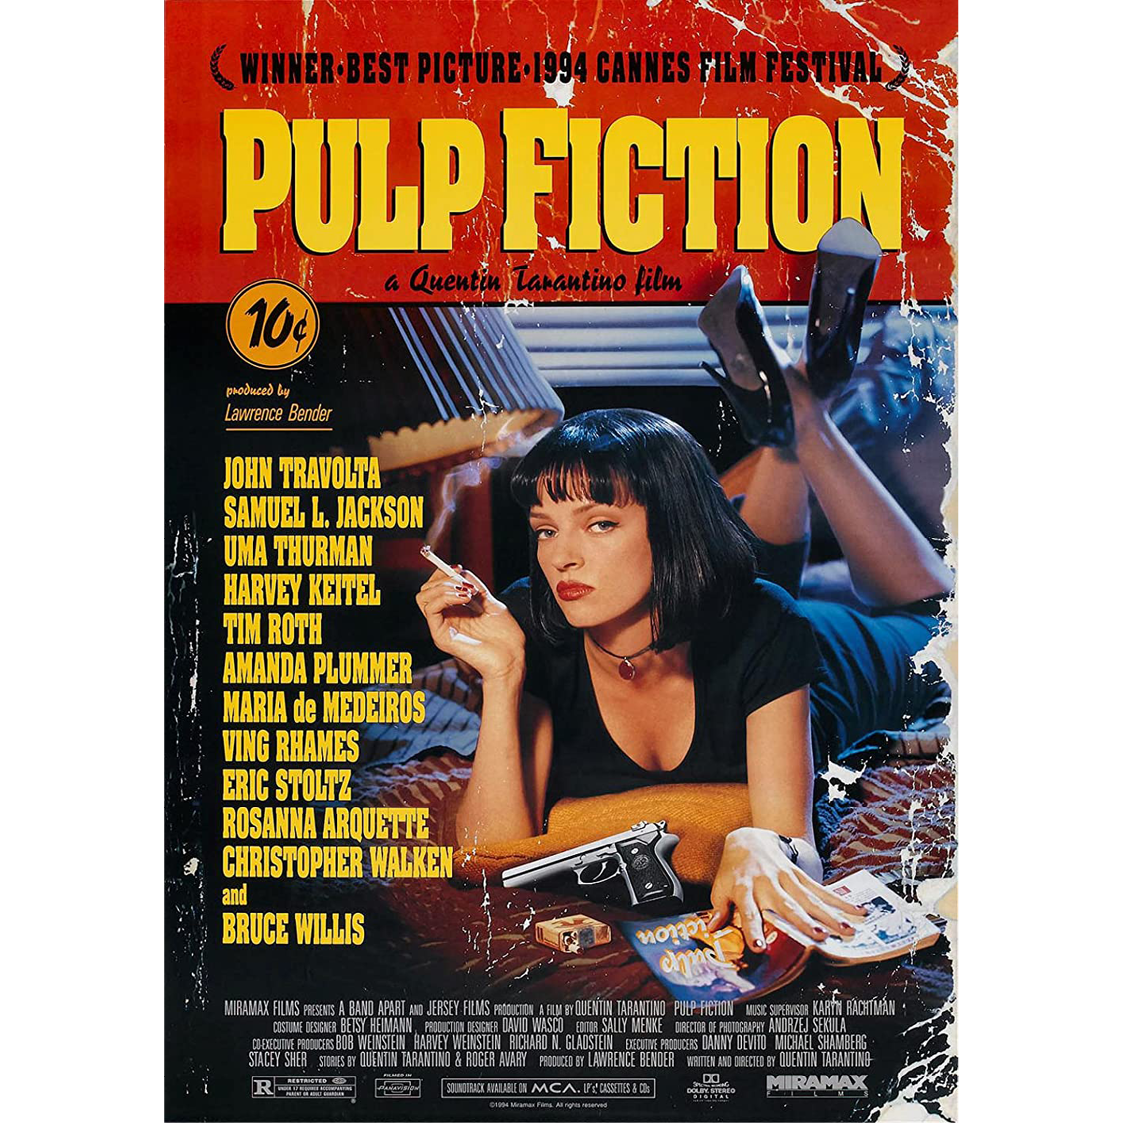 WINNER•BEST PICTURE•1994 CANNES FILM FESTIVAL
PULP FICTION
a Quentin Tarantino film
10¢
produced by
Lawrence Bender
JOHN TRAVOLTA
SAMUEL L. JACKSON
UMA THURMAN
HARVEY KEITEL
TIM ROTH
AMANDA PLUMMER
MARIA de MEDEIROS
VING RHAMES
ERIC STOLTZ
ROSANNA ARQUETTE
CHRISTOPHER WALKEN
and
BRUCE WILLIS
Pulp
Fiction
MIRAMAX FILMS PRESENTS A BAND APART AND JERSEY FILMS PRODUCTION A FILM BY QUENTIN TARANTINO PULP FICTION MUSIC SUPERVISOR KARYN RACHTMAN
COSTUME DESIGNER BETSY HEIMANN PRODUCTION DESIGNER DAVID WASCO EDITOR SALLY MENKE DIRECTOR OF PHOTOGRAPHY ANDRZEJ SEKULA
CO-EXECUTIVE PRODUCERS BOB WEINSTEIN HARVEY WEINSTEIN RICHARD N. GLADSTEIN EXECUTIVE PRODUCERS DANNY DEVITO MICHAEL SHAMBERG
STACEY SHER STORIES BY QUENTIN TARANTINO & ROGER AVARY PRODUCED BY LAWRENCE BENDER WRITTEN AND DIRECTED BY QUENTIN TARANTINO
R RESTRICTED
UNDER 17 REQUIRES ACCOMPANYING
PARENT OR ADULT GUARDIAN
FILMED IN
PANAVISION
SOUNDTRACK AVAILABLE ON MCA. LP's, CASSETTES & CDs
DOLBY STEREO
DIGITAL
MIRAMAX
FILMS
©1994 Miramax Films. All rights reserved